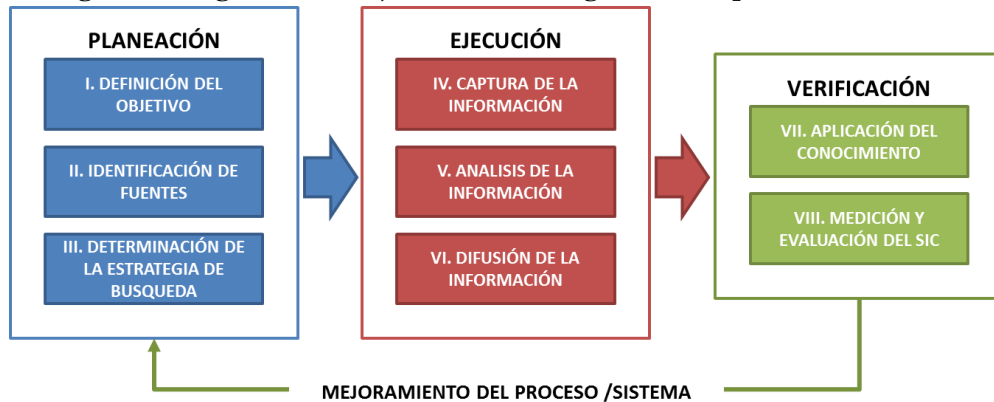 PLANEACIÓN
I. DEFINICIÓN DEL
OBJETIVO
II. IDENTIFICACIÓN DE
FUENTES
III. DETERMINACIÓN DE
LA ESTRATEGIA DE
BUSQUEDA
EJECUCIÓN
IV. CAPTURA DE LA
INFORMACIÓN
V. ANALISIS DE LA
INFORMACIÓN
VI. DIFUSIÓN DE LA
INFORMACIÓN
VERIFICACIÓN
VII. APLICACIÓN DEL
CONOCIMIENTO
VIII. MEDICIÓN Y
EVALUACIÓN DEL SIC
MEJORAMIENTO DEL PROCESO /SISTEMA